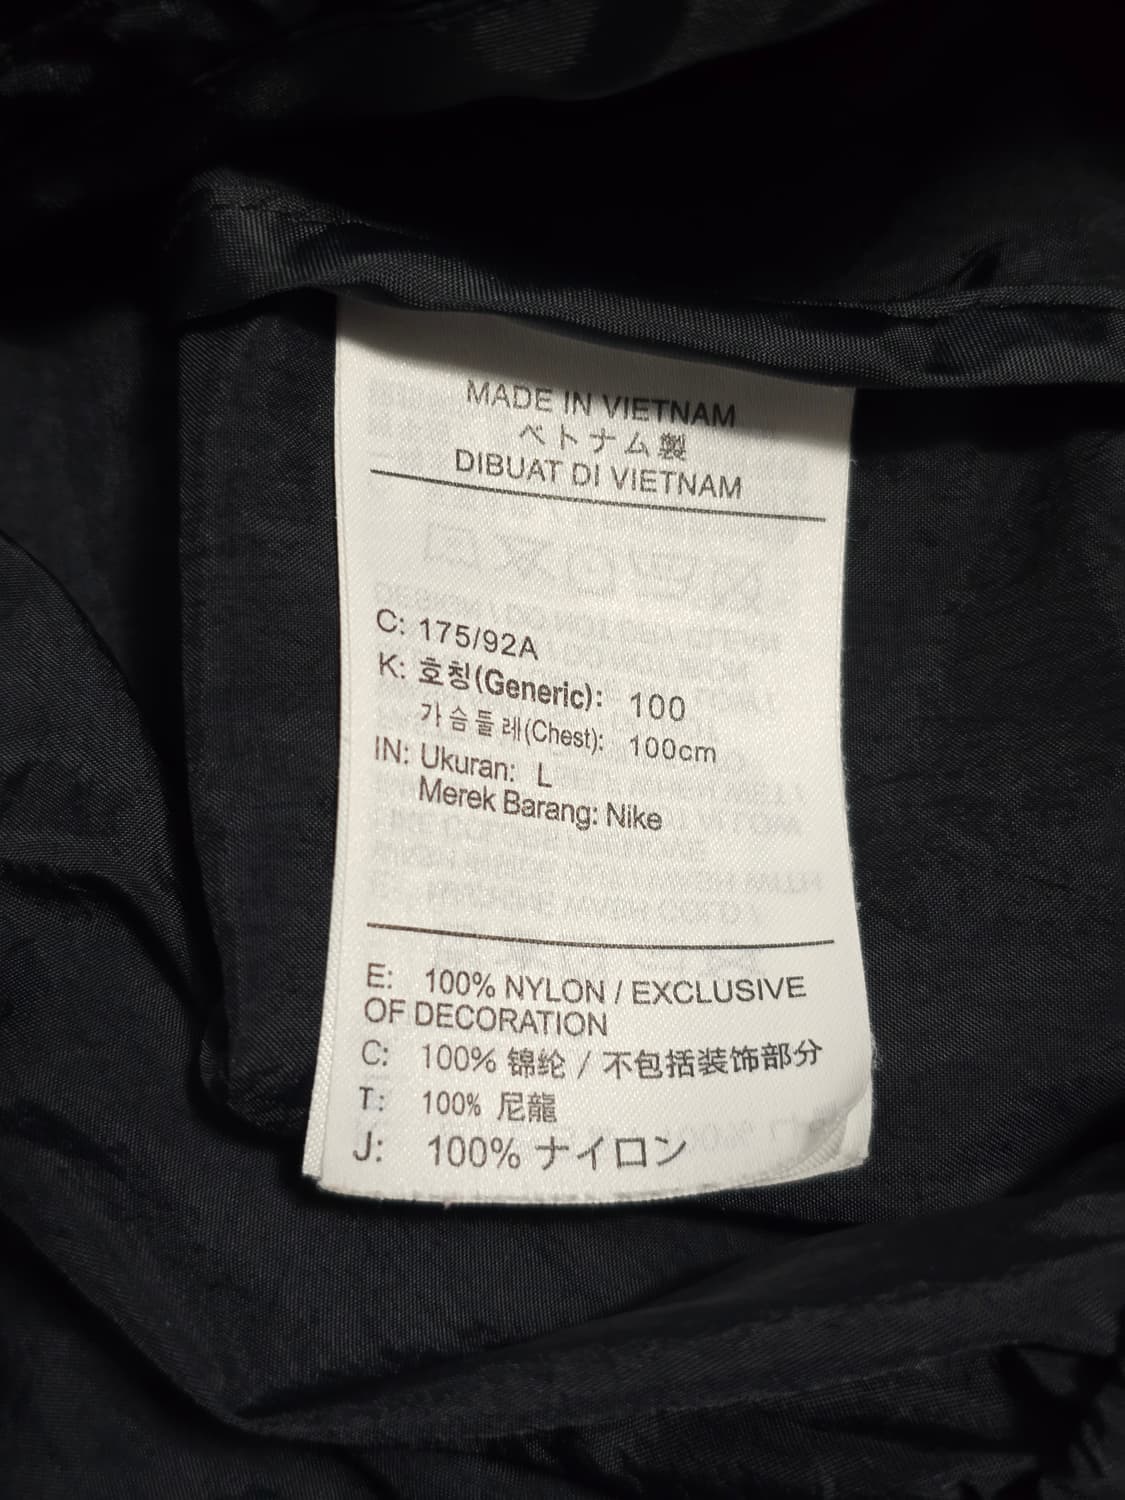 MADE IN VIETNAM
ベトナム製
DIBUAT DI VIETNAM
C: 175/92A
K: 호칭(Generic): 100
가슴둘레(Chest): 100cm
IN: Ukuran: L
Merek Barang: Nike
E: 100% NYLON / EXCLUSIVE
OF DECORATION
C: 100% 锦纶 / 不包括装饰部分
T: 100% 尼龍
J: 100% ナイロン